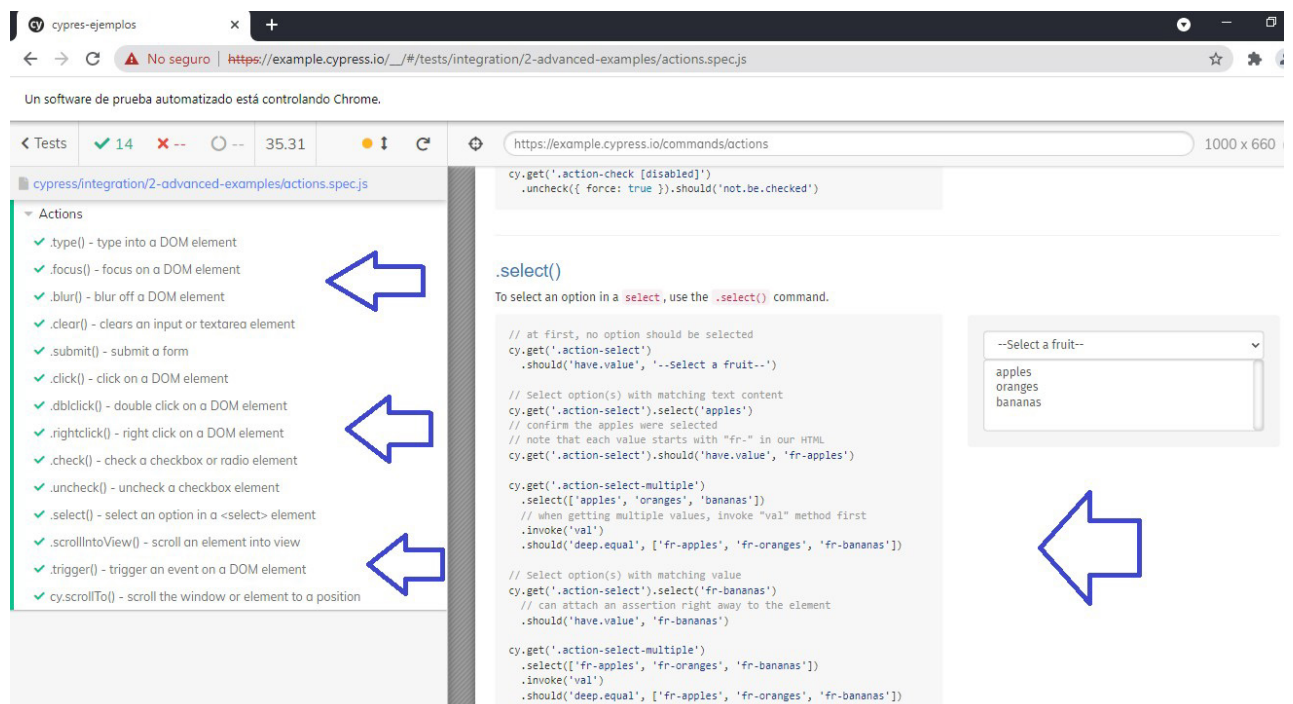 cypres-ejemplos
No seguro | https://example.cypress.io/__/#/tests/integration/2-advanced-examples/actions.spec.js
Un software de prueba automatizado está controlando Chrome.
Tests 14 -- -- 35.31 https://example.cypress.io/commands/actions 1000 x 660
cypress/integration/2-advanced-examples/actions.spec.js
Actions
.type() - type into a DOM element
.focus() - focus on a DOM element
.blur() - blur off a DOM element
.clear() - clears an input or textarea element
.submit() - submit a form
.click() - click on a DOM element
.dblclick() - double click on a DOM element
.rightclick() - right click on a DOM element
.check() - check a checkbox or radio element
.uncheck() - uncheck a checkbox element
.select() - select an option in a <select> element
.scrollIntoView() - scroll an element into view
.trigger() - trigger an event on a DOM element
cy.scrollTo() - scroll the window or element to a position
cy.get('.action-check [disabled]')
.uncheck({ force: true }).should('not.be.checked')
.select()
To select an option in a select, use the .select() command.
// at first, no option should be selected
cy.get('.action-select')
.should('have.value', '--Select a fruit--')
// Select option(s) with matching text content
cy.get('.action-select').select('apples')
// confirm the apples were selected
// note that each value starts with "fr-" in our HTML
cy.get('.action-select').should('have.value', 'fr-apples')
cy.get('.action-select-multiple')
.select(['apples', 'oranges', 'bananas'])
// when getting multiple values, invoke "val" method first
.invoke('val')
.should('deep.equal', ['fr-apples', 'fr-oranges', 'fr-bananas'])
// Select option(s) with matching value
cy.get('.action-select').select('fr-bananas')
// can attach an assertion right away to the element
.should('have.value', 'fr-bananas')
cy.get('.action-select-multiple')
.select(['fr-apples', 'fr-oranges', 'fr-bananas'])
.invoke('val')
.should('deep.equal', ['fr-apples', 'fr-oranges', 'fr-bananas'])
--Select a fruit--
apples
oranges
bananas